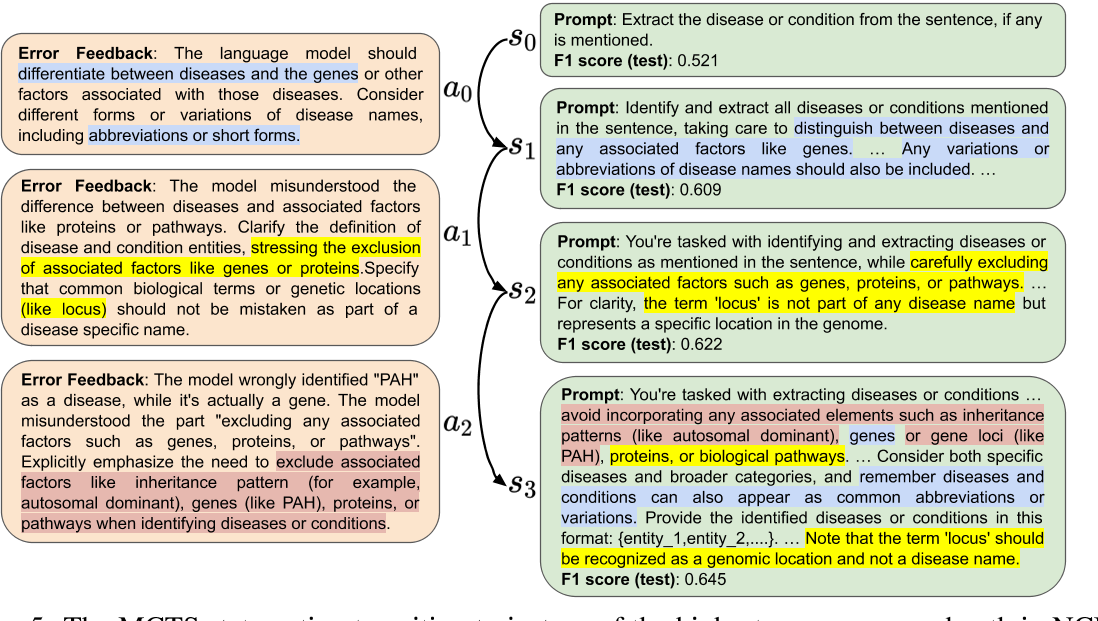 Error Feedback: The language model should
differentiate between diseases and the genes or other
factors associated with those diseases. Consider
different forms or variations of disease names,
including abbreviations or short forms.
Error Feedback: The model misunderstood the
difference between diseases and associated factors
like proteins or pathways. Clarify the definition of
disease and condition entities, stressing the exclusion
of associated factors like genes or proteins.Specify
that common biological terms or genetic locations
(like locus) should not be mistaken as part of a
disease specific name.
Error Feedback: The model wrongly identified "PAH"
as a disease, while it's actually a gene. The model
misunderstood the part "excluding any associated
factors such as genes, proteins, or pathways".
Explicitly emphasize the need to exclude associated
factors like inheritance pattern (for example,
autosomal dominant), genes (like PAH), proteins, or
pathways when identifying diseases or conditions.
a0
a1
a2
s0
s1
s2
s3
Prompt: Extract the disease or condition from the sentence, if any
is mentioned.
F1 score (test): 0.521
Prompt: Identify and extract all diseases or conditions mentioned
in the sentence, taking care to distinguish between diseases and
any associated factors like genes. ... Any variations or
abbreviations of disease names should also be included. ...
F1 score (test): 0.609
Prompt: You're tasked with identifying and extracting diseases or
conditions as mentioned in the sentence, while carefully excluding
any associated factors such as genes, proteins, or pathways. ...
For clarity, the term 'locus' is not part of any disease name but
represents a specific location in the genome.
F1 score (test): 0.622
Prompt: You're tasked with extracting diseases or conditions ...
avoid incorporating any associated elements such as inheritance
patterns (like autosomal dominant), genes or gene loci (like
PAH), proteins, or biological pathways. ... Consider both specific
diseases and broader categories, and remember diseases and
conditions can also appear as common abbreviations or
variations. Provide the identified diseases or conditions in this
format: {entity_1,entity_2,....}. ... Note that the term 'locus' should
be recognized as a genomic location and not a disease name.
F1 score (test): 0.645
The MCTS of the in